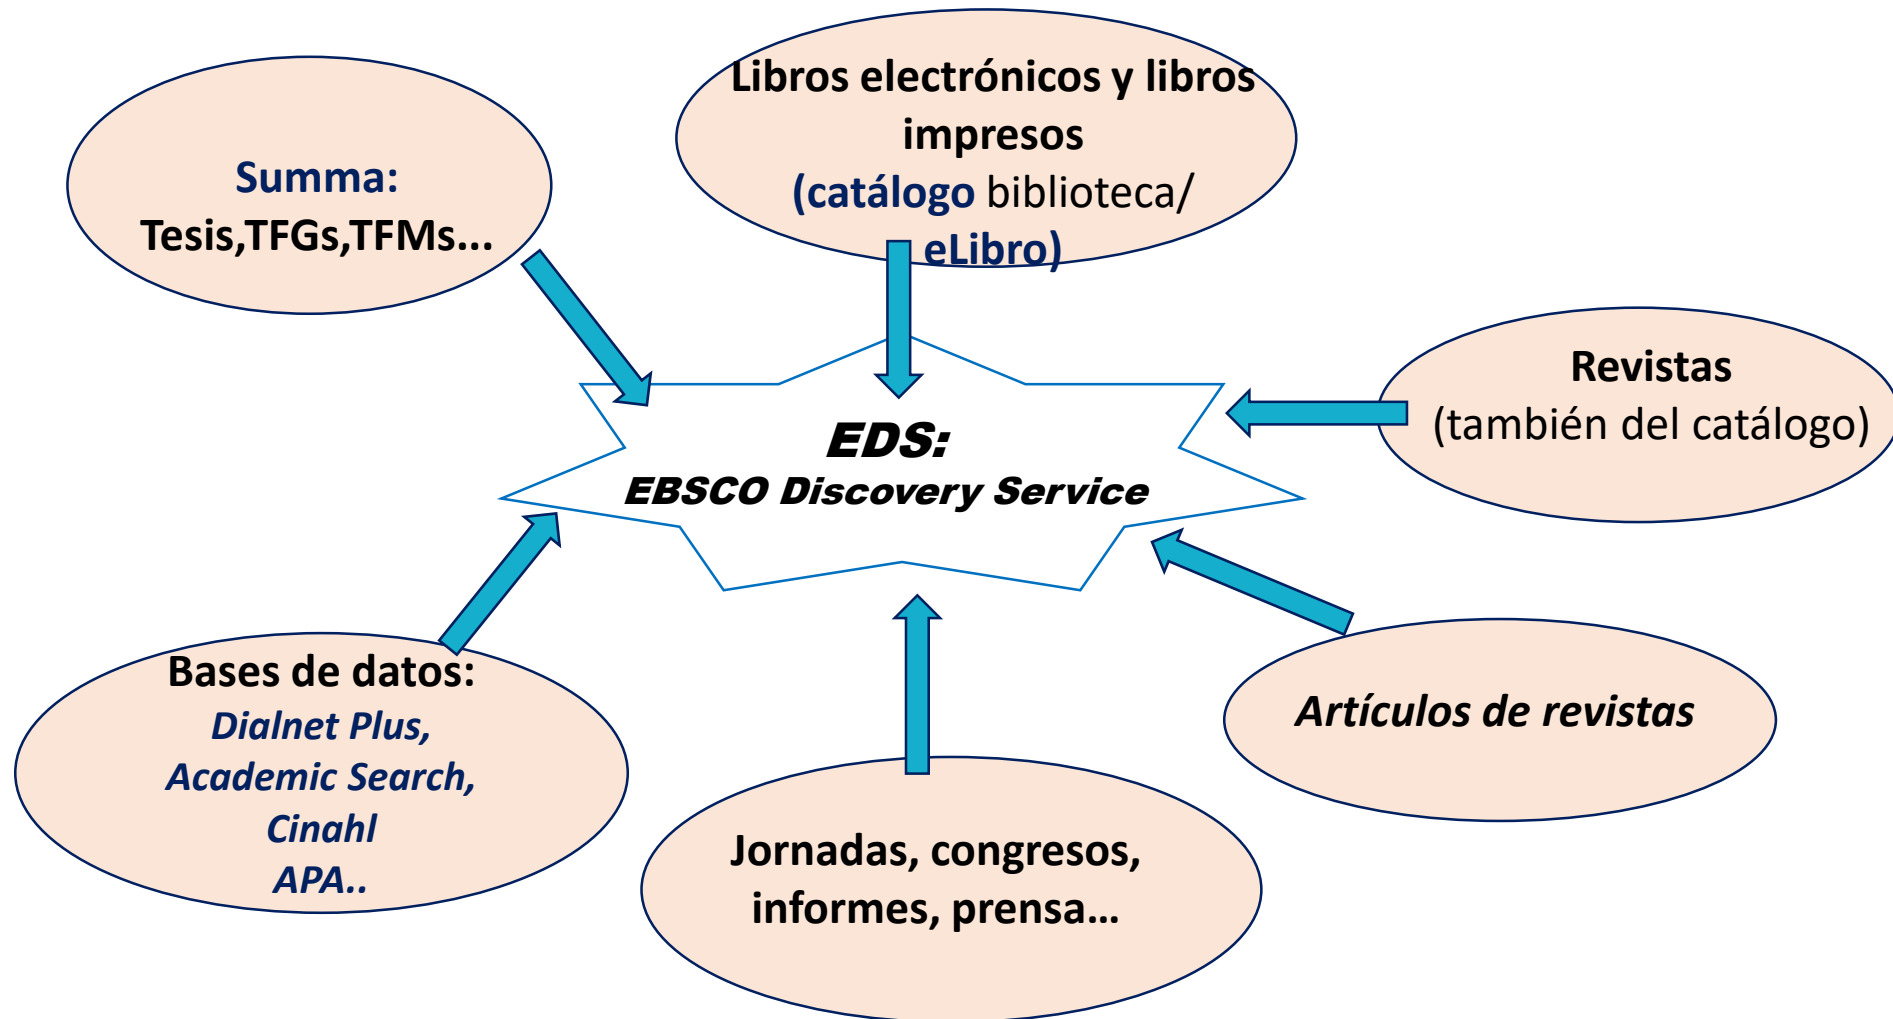 Libros electrónicos y libros
impresos
(catálogo biblioteca/
eLibro)
Summa:
Tesis,TFGs,TFMs...
Revistas
(también del catálogo)
EDS:
EBSCO Discovery Service
Bases de datos:
Dialnet Plus,
Academic Search,
Cinahl
APA..
Artículos de revistas
Jornadas, congresos,
informes, prensa...